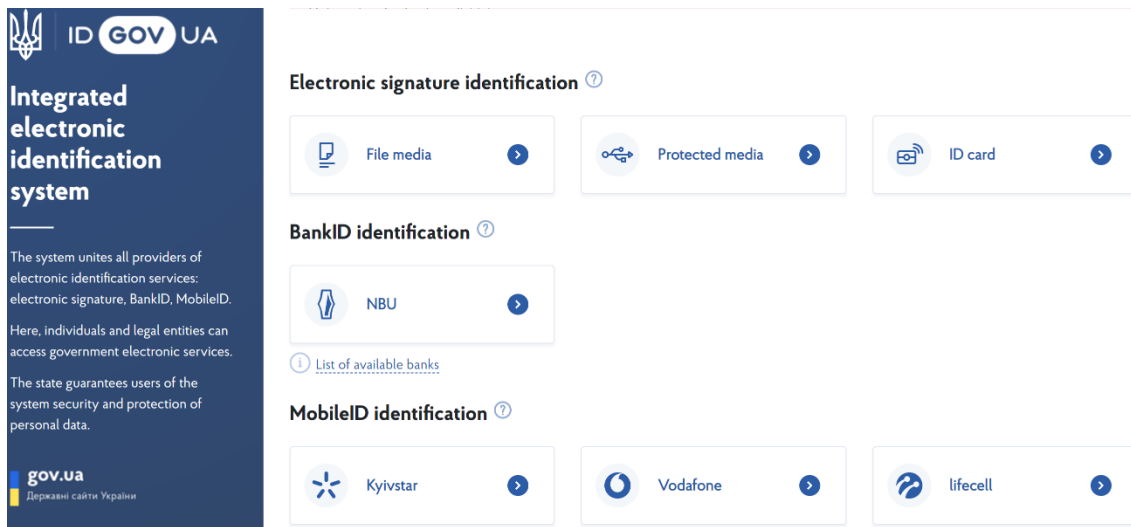 ID GOV UA
Integrated
electronic
identification
system
The system unites all providers of
electronic identification services:
electronic signature, BankID, MobileID.
Here, individuals and legal entities can
access government electronic services.
The state guarantees users of the
system security and protection of
personal data.
gov.ua
Державні сайти України
Electronic signature identification ?
File media
Protected media
ID card
BankID identification ?
NBU
i List of available banks
MobileID identification ?
Kyivstar
Vodafone
lifecell